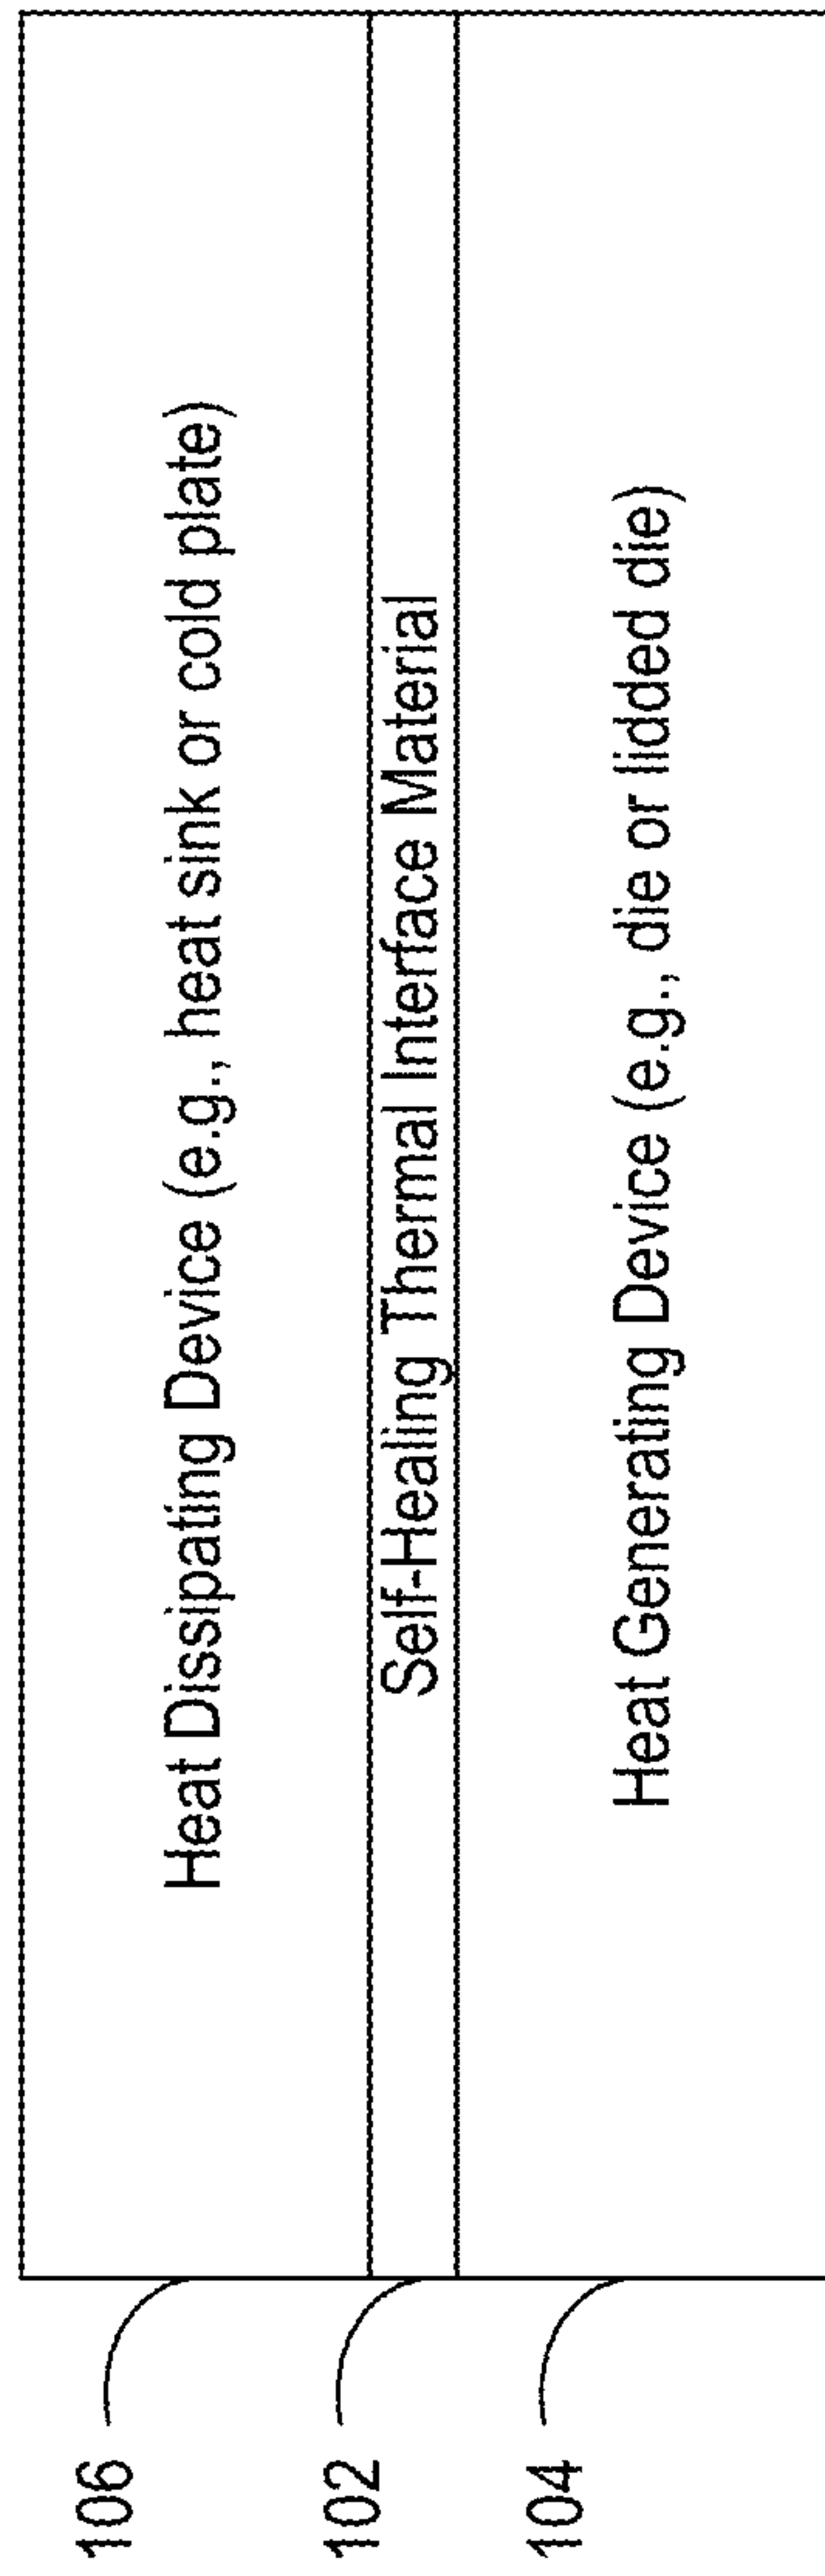 106
Heat Dissipating Device (e.g., heat sink or cold plate)
102
Self-Healing Thermal Interface Material
104
Heat Generating Device (e.g., die or lidded die)